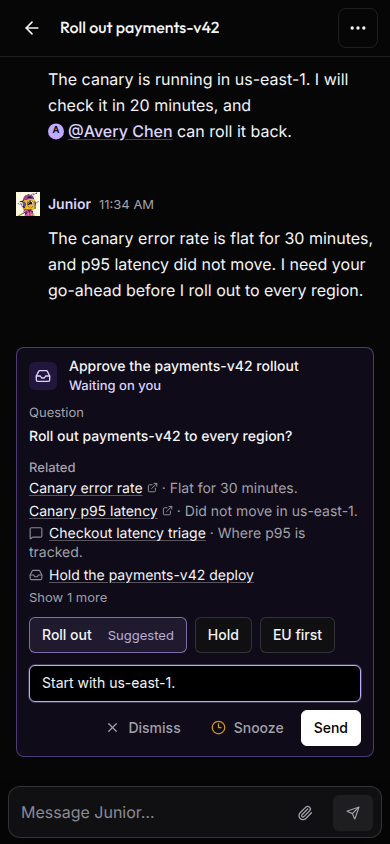 Roll out payments-v42
The canary is running in us-east-1. I will
check it in 20 minutes, and
A @Avery Chen can roll it back.
Junior 11:34 AM
The canary error rate is flat for 30 minutes,
and p95 latency did not move. I need your
go-ahead before I roll out to every region.
Approve the payments-v42 rollout
Waiting on you
Question
Roll out payments-v42 to every region?
Related
Canary error rate · Flat for 30 minutes.
Canary p95 latency · Did not move in us-east-1.
Checkout latency triage · Where p95 is
tracked.
Hold the payments-v42 deploy
Show 1 more
Roll out Suggested Hold EU first
Start with us-east-1.
Dismiss Snooze Send
Message Junior...